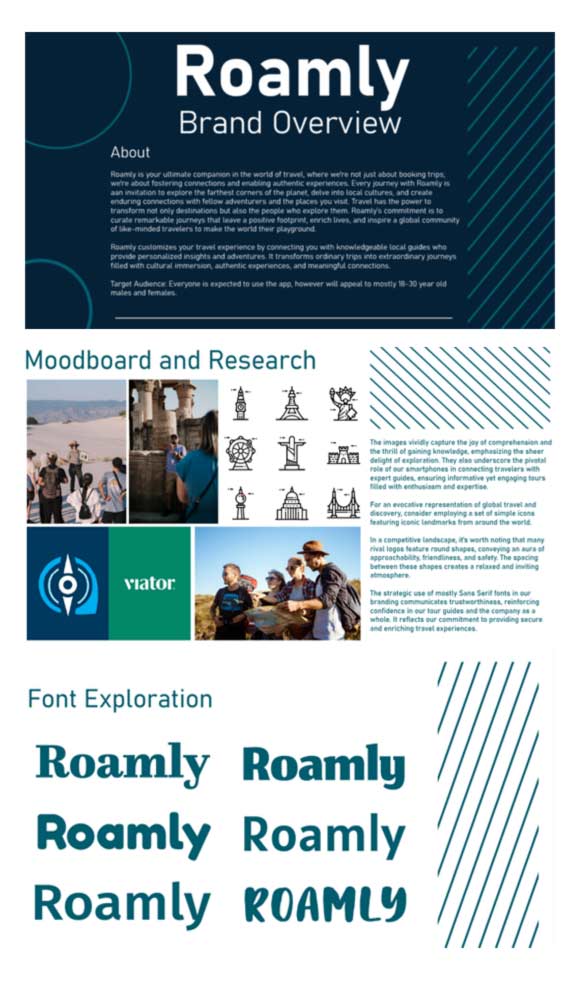 Roamly
Brand Overview
About
Roamly is your ultimate companion in the world of travel, where we're not just about booking trips,
we're about fostering connections and enabling authentic experiences. Every journey with Roamly is
aan invitation to explore the farthest corners of the planet, delve into local cultures, and create
enduring connections with fellow adventurers and the places you visit. Travel has the power to
transform not only destinations but also the people who explore them. Roamly's commitment is to
curate remarkable journeys that leave a positive footprint, enrich lives, and inspire a global community
of like-minded travelers to make the world their playground.
Roamly customizes your travel experience by connecting you with knowledgeable local guides who
provide personalized insights and adventures. It transforms ordinary trips into extraordinary journeys
filled with cultural immersion, authentic experiences, and meaningful connections.
Target Audience: Everyone is expected to use the app, however will appeal to mostly 18-30 year old
males and females.
Moodboard and Research
The images vividly capture the joy of comprehension and
the thrill of gaining knowledge, emphasizing the sheer
delight of exploration. They also underscore the pivotal
role of our smartphones in connecting travelers with
expert guides, ensuring informative yet engaging tours
filled with enthusiasm and expertise.
For an evocative representation of global travel and
discovery, consider employing a set of simple icons
featuring iconic landmarks from around the world.
In a competitive landscape, it's worth noting that many
rival logos feature round shapes, conveying an aura of
approachability, friendliness, and safety. The spacing
between these shapes creates a relaxed and inviting
atmosphere.
The strategic use of mostly Sans Serif fonts in our
branding communicates trustworthiness, reinforcing
confidence in our tour guides and the company as a
whole. It reflects our commitment to providing secure
and enriching travel experiences.
viator
Font Exploration
Roamly Roamly
Roamly Roamly
Roamly ROAMLY